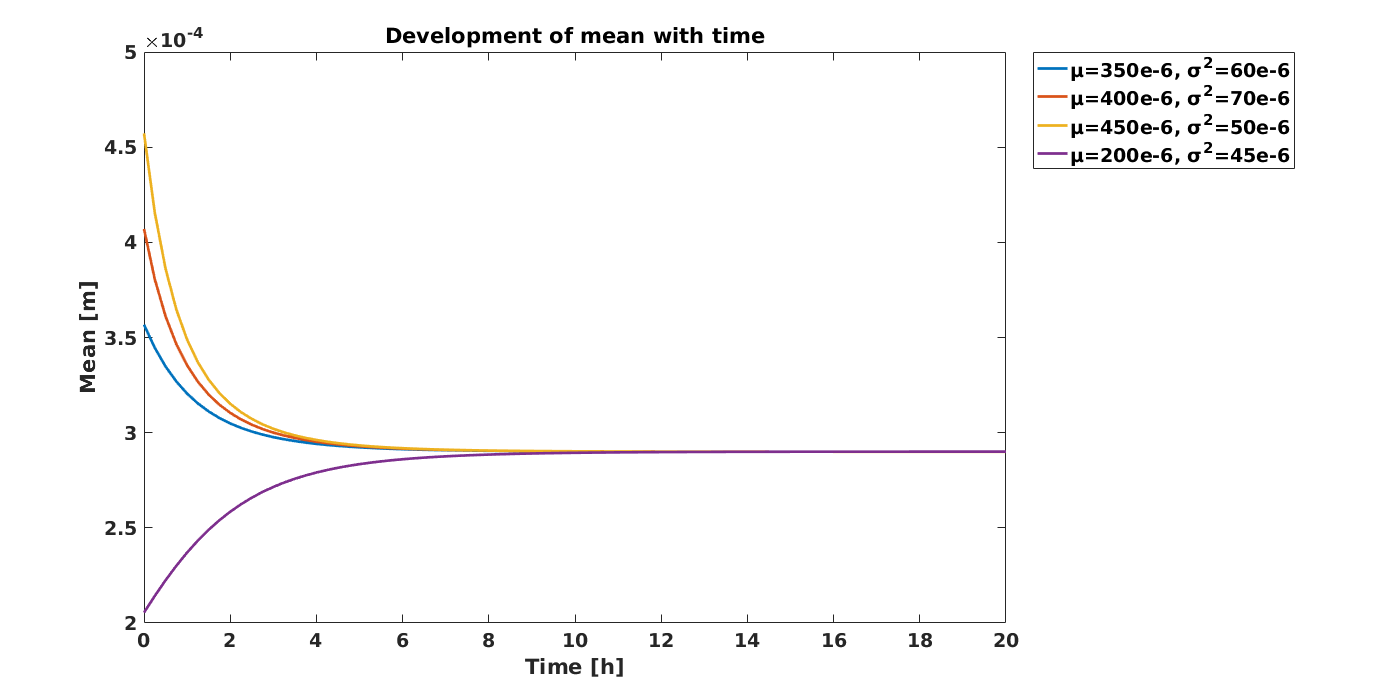 Development of mean with time
×10⁻⁴
5
4.5
4
3.5
3
2.5
2
Mean [m]
0 2 4 6 8 10 12 14 16 18 20
Time [h]
μ=350e-6, σ²=60e-6
μ=400e-6, σ²=70e-6
μ=450e-6, σ²=50e-6
μ=200e-6, σ²=45e-6